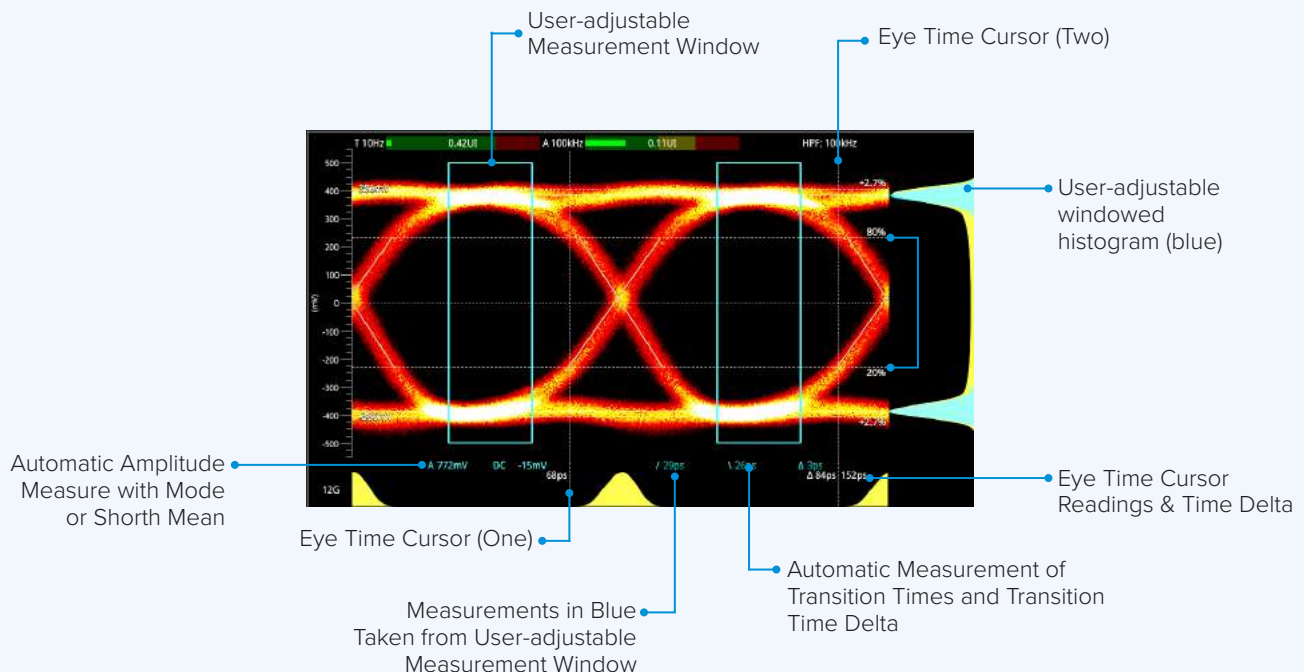 User-adjustable
Measurement Window
Eye Time Cursor (Two)
T 10Hz 0.42UI A 100kHz 0.11UI HPF: 100kHz
500
400
300
200
100
0
-100
-200
-300
-400
-500
(mV)
+2.7%
80%
20%
+2.7%
User-adjustable
windowed
histogram (blue)
A 772mV DC -15mV / 29ps \ 26ps Δ 3ps
68ps Δ 84ps 152ps
12G
Automatic Amplitude
Measure with Mode
or Shorth Mean
Eye Time Cursor
Readings & Time Delta
Eye Time Cursor (One)
Automatic Measurement of
Transition Times and Transition
Time Delta
Measurements in Blue
Taken from User-adjustable
Measurement Window